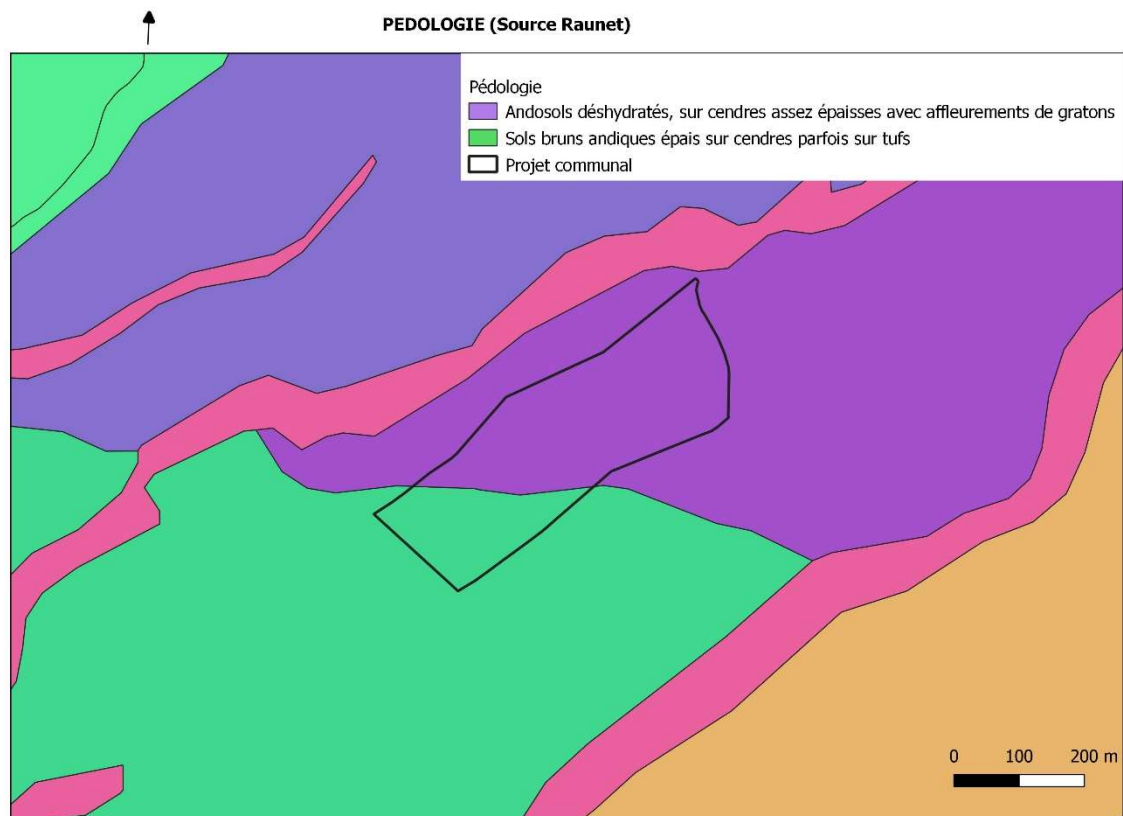 PEDOLOGIE (Source Raunet)
Pédologie
Andosols déshydratés, sur cendres assez épaisses avec affleurements de gratons
Sols bruns andiques épais sur cendres parfois sur tufs
Projet communal
0 100 200 m